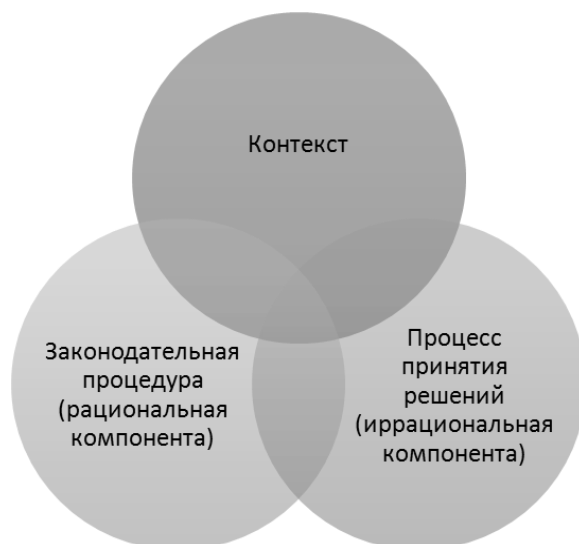 Контекст
Законодательная
процедура
(рациональная
компонента)
Процесс
принятия
решений
(иррациональная
компонента)